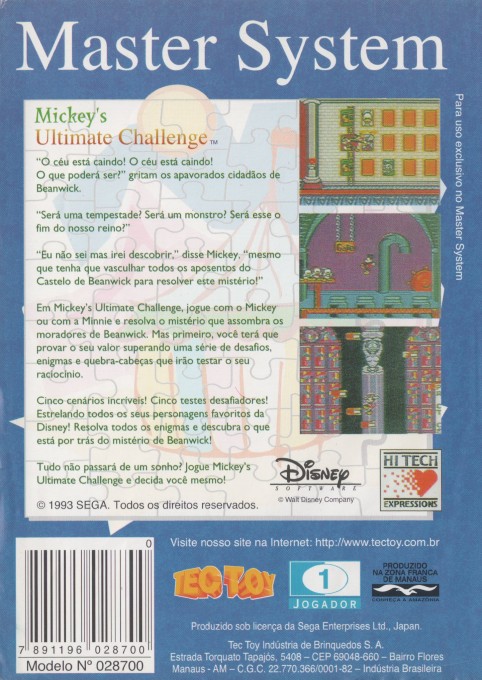 Master System
Mickey's
Ultimate Challenge™
"O céu está caindo! O céu está caindo!
O que poderá ser?" gritam os apavorados cidadãos de
Beanwick.
"Será uma tempestade? Será um monstro? Será esse o
fim do nosso reino?"
"Eu não sei mas irei descobrir," disse Mickey, "mesmo
que tenha que vasculhar todos os aposentos do
Castelo de Beanwick para resolver este mistério!"
Em Mickey's Ultimate Challenge, jogue com o Mickey
ou com a Minnie e resolva o mistério que assombra os
moradores de Beanwick. Mas primeiro, você terá que
provar o seu valor superando uma série de desafios,
enigmas e quebra-cabeças que irão testar o seu
raciocínio.
Cinco cenários incríveis! Cinco testes desafiadores!
Estrelando todos os seus personagens favoritos da
Disney! Resolva todos os enigmas e descubra o que
está por trás do mistério de Beanwick!
Tudo não passará de um sonho? Jogue Mickey's
Ultimate Challenge e decida você mesmo!
© 1993 SEGA. Todos os direitos reservados.
Para uso exclusivo no Master System
Disney
SOFTWARE
© Walt Disney Company
HI TECH
EXPRESSIONS
Visite nosso site na Internet: http://www.tectoy.com.br
TEC TOY
1
JOGADOR
PRODUZIDO
NA ZONA FRANCA
DE MANAUS
CONHEÇA A AMAZÔNIA
0
7 891196 028700
Modelo Nº 028700
Produzido sob licença da Sega Enterprises Ltd., Japan.
Tec Toy Indústria de Brinquedos S. A.
Estrada Torquato Tapajós, 5408 – CEP 69048-660 – Bairro Flores
Manaus - AM – C.G.C. 22.770.366/0001-82 – Indústria Brasileira